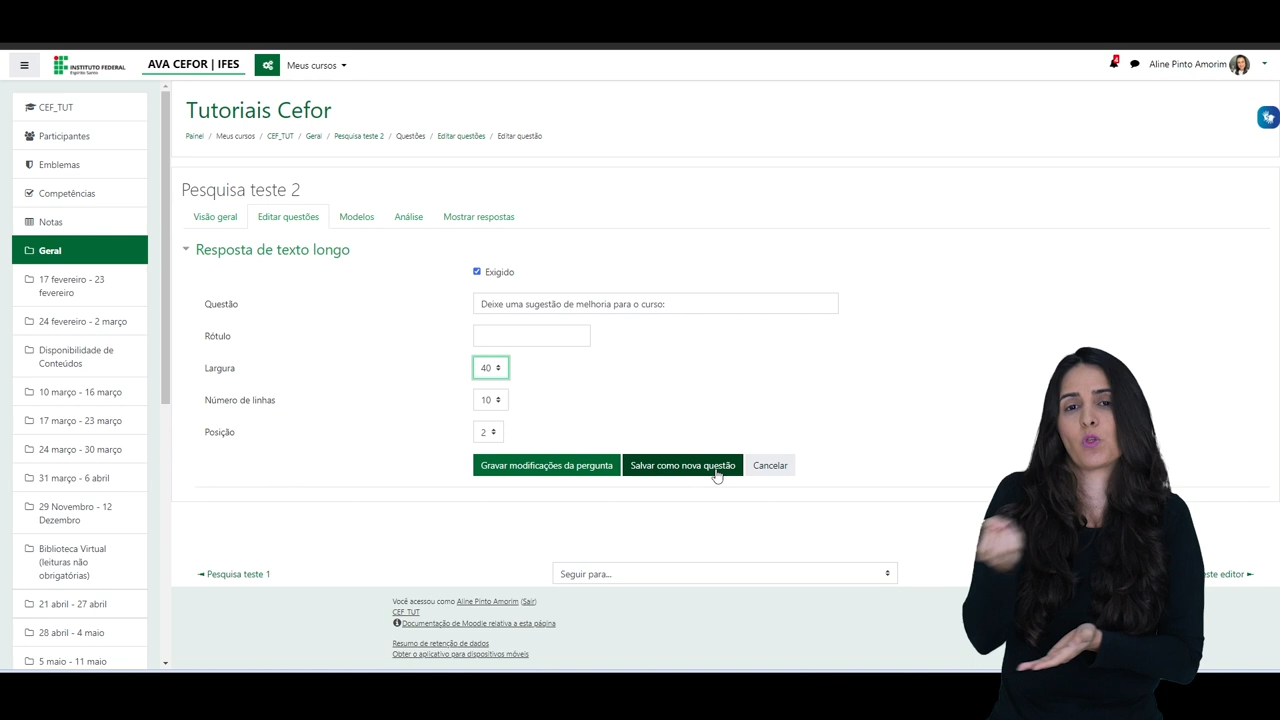 INSTITUTO FEDERAL
Espírito Santo
AVA CEFOR | IFES
Meus cursos
4
Aline Pinto Amorim
CEF_TUT
Participantes
Emblemas
Competências
Notas
Geral
17 fevereiro - 23
fevereiro
24 fevereiro - 2 março
Disponibilidade de
Conteúdos
10 março - 16 março
17 março - 23 março
24 março - 30 março
31 março - 6 abril
29 Novembro - 12
Dezembro
Biblioteca Virtual
(leituras não
obrigatórias)
21 abril - 27 abril
28 abril - 4 maio
5 maio - 11 maio
Tutoriais Cefor
Painel / Meus cursos / CEF_TUT / Geral / Pesquisa teste 2 / Questões / Editar questões / Editar questão
Pesquisa teste 2
Visão geral Editar questões Modelos Análise Mostrar respostas
Resposta de texto longo
Exigido
Questão Deixe uma sugestão de melhoria para o curso:
Rótulo
Largura 40
Número de linhas 10
Posição 2
Gravar modificações da pergunta Salvar como nova questão Cancelar
◄ Pesquisa teste 1 Seguir para... editor ►
Você acessou como Aline Pinto Amorim (Sair)
CEF_TUT
Documentação de Moodle relativa a esta página
Resumo de retenção de dados
Obter o aplicativo para dispositivos móveis